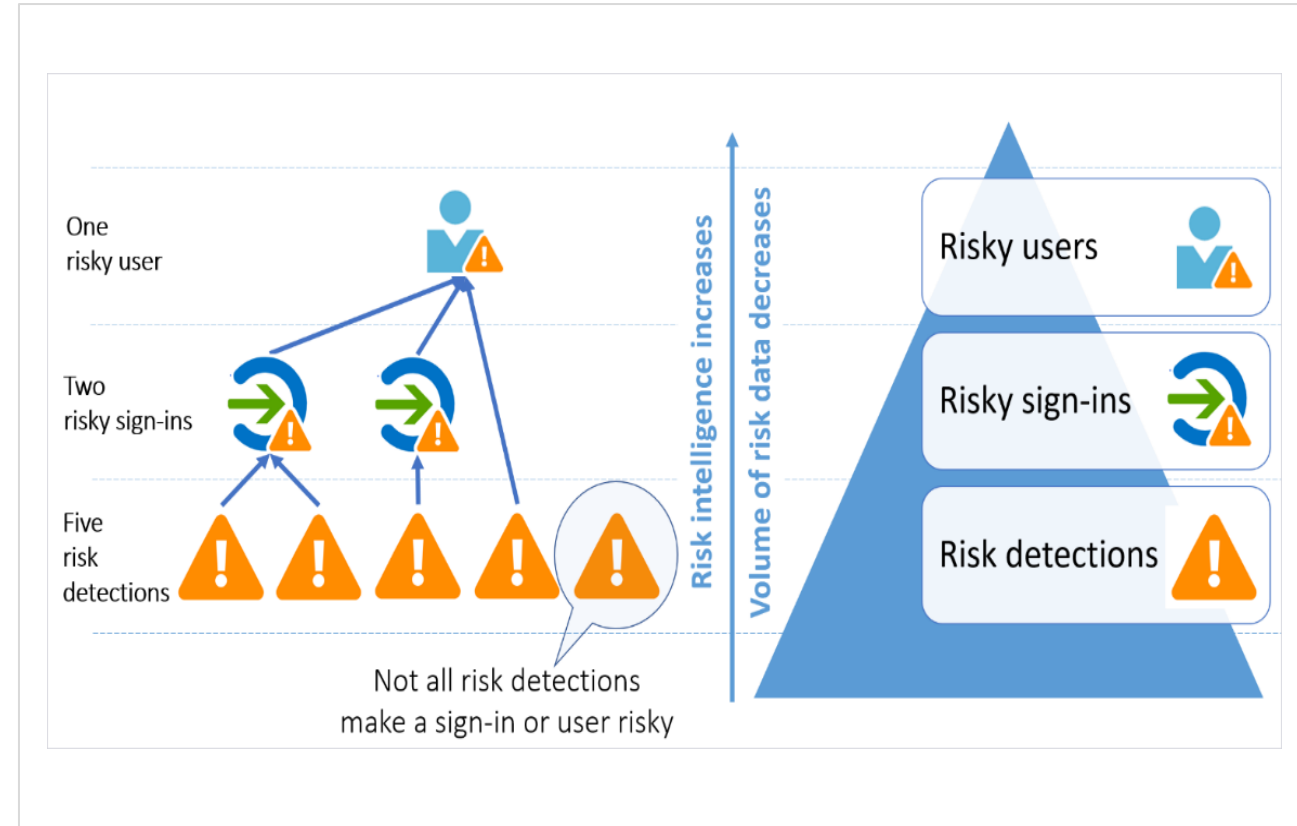 One
risky user
Two
risky sign-ins
Five
risk
detections
Not all risk detections
make a sign-in or user risky
Risk intelligence increases
Volume of risk data decreases
Risky users
Risky sign-ins
Risk detections